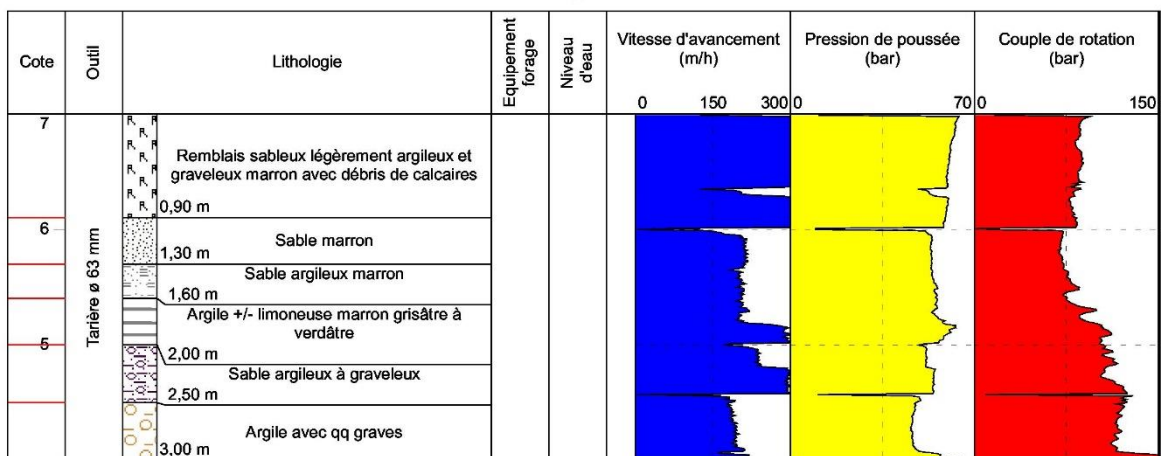 Cote
Outil
Lithologie
Equipement
forage
Niveau
d'eau
Vitesse d'avancement
(m/h)
Pression de poussée
(bar)
Couple de rotation
(bar)
0 150 300
0 70
0 150
7
Remblais sableux légèrement argileux et
graveleux marron avec débris de calcaires
0,90 m
6
Sable marron
1,30 m
Sable argileux marron
1,60 m
Argile +/- limoneuse marron grisâtre à
verdâtre
5
2,00 m
Sable argileux à graveleux
2,50 m
Argile avec qq graves
3,00 m
Tarière ø 63 mm